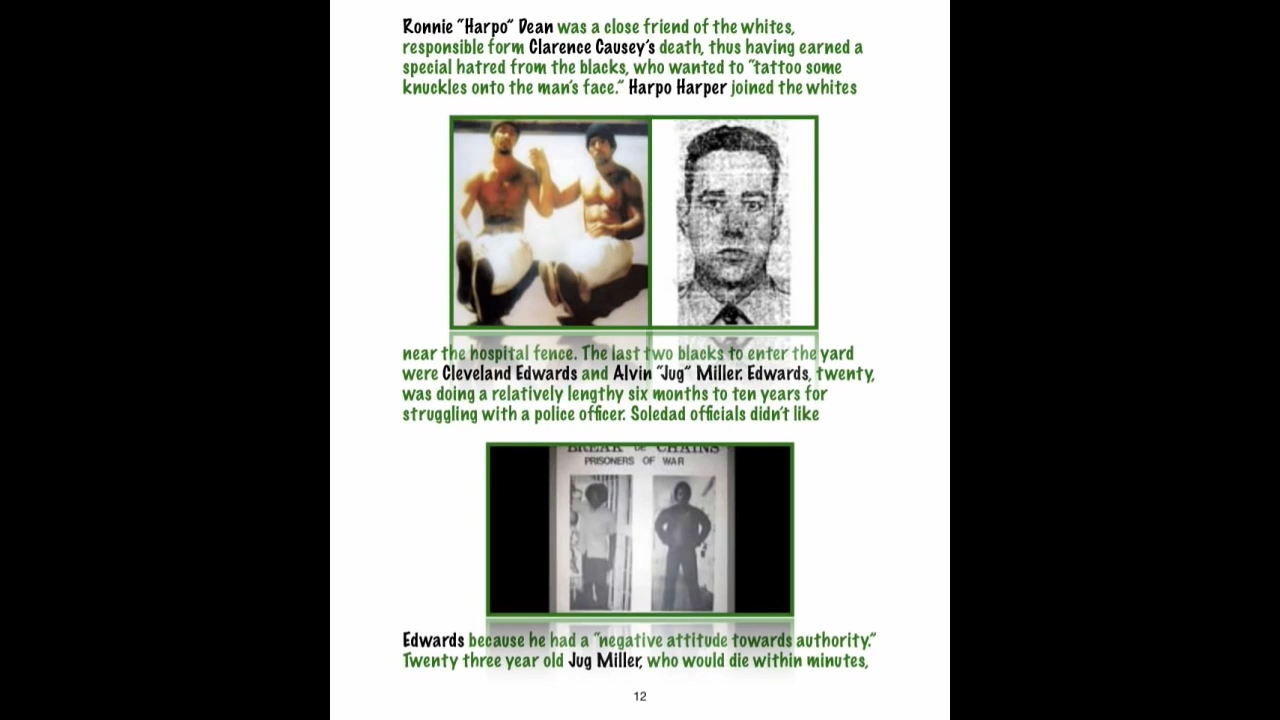 Ronnie “Harpo” Dean was a close friend of the whites,
responsible form Clarence Causey’s death, thus having earned a
special hatred from the blacks, who wanted to “tattoo some
knuckles onto the man’s face.” Harpo Harper joined the whites
near the hospital fence. The last two blacks to enter the yard
were Cleveland Edwards and Alvin “Jug” Miller. Edwards, twenty,
was doing a relatively lengthy six months to ten years for
struggling with a police officer. Soledad officials didn’t like
BREAK de CHAINS
PRISONERS OF WAR
Edwards because he had a “negative attitude towards authority.”
Twenty three year old Jug Miller, who would die within minutes,
12